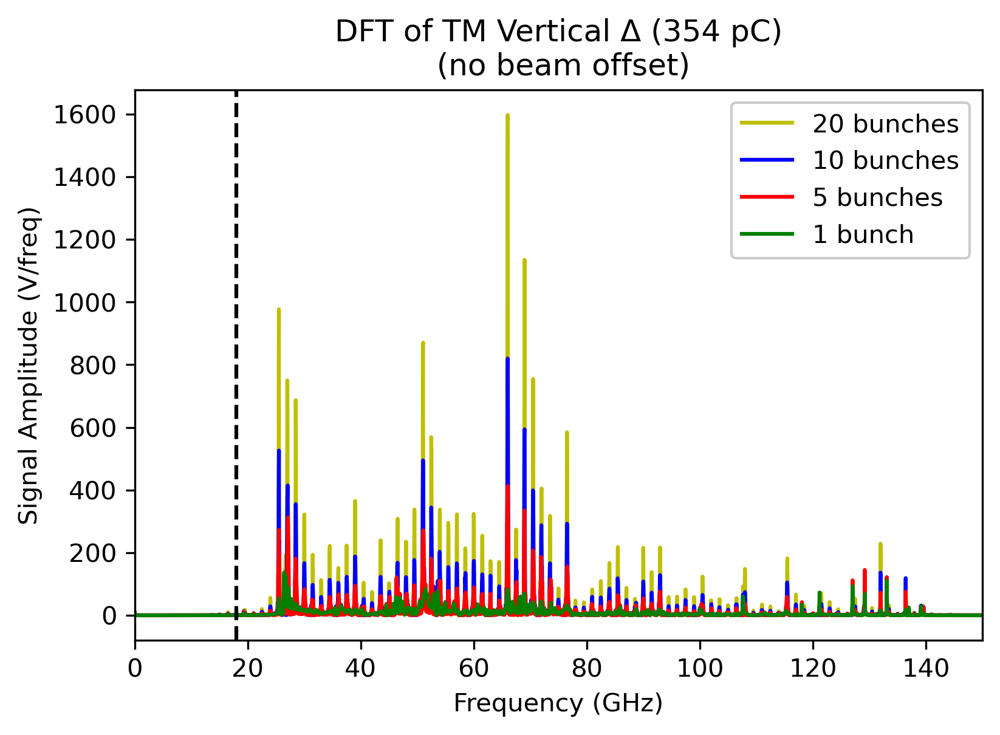 DFT of TM Vertical Δ (354 pC)
(no beam offset)
20 bunches
10 bunches
5 bunches
1 bunch
Signal Amplitude (V/freq)
1600
1400
1200
1000
800
600
400
200
0
0 20 40 60 80 100 120 140
Frequency (GHz)